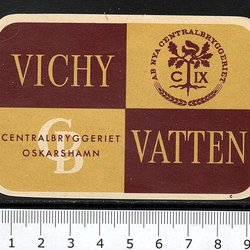 VICHY
AB NYA CENTRALBRYGGERIET
C IX
CB
CENTRALBRYGGERIET
OSKARSHAMN
VATTEN
1 2 3 4 5 6 7 8 9